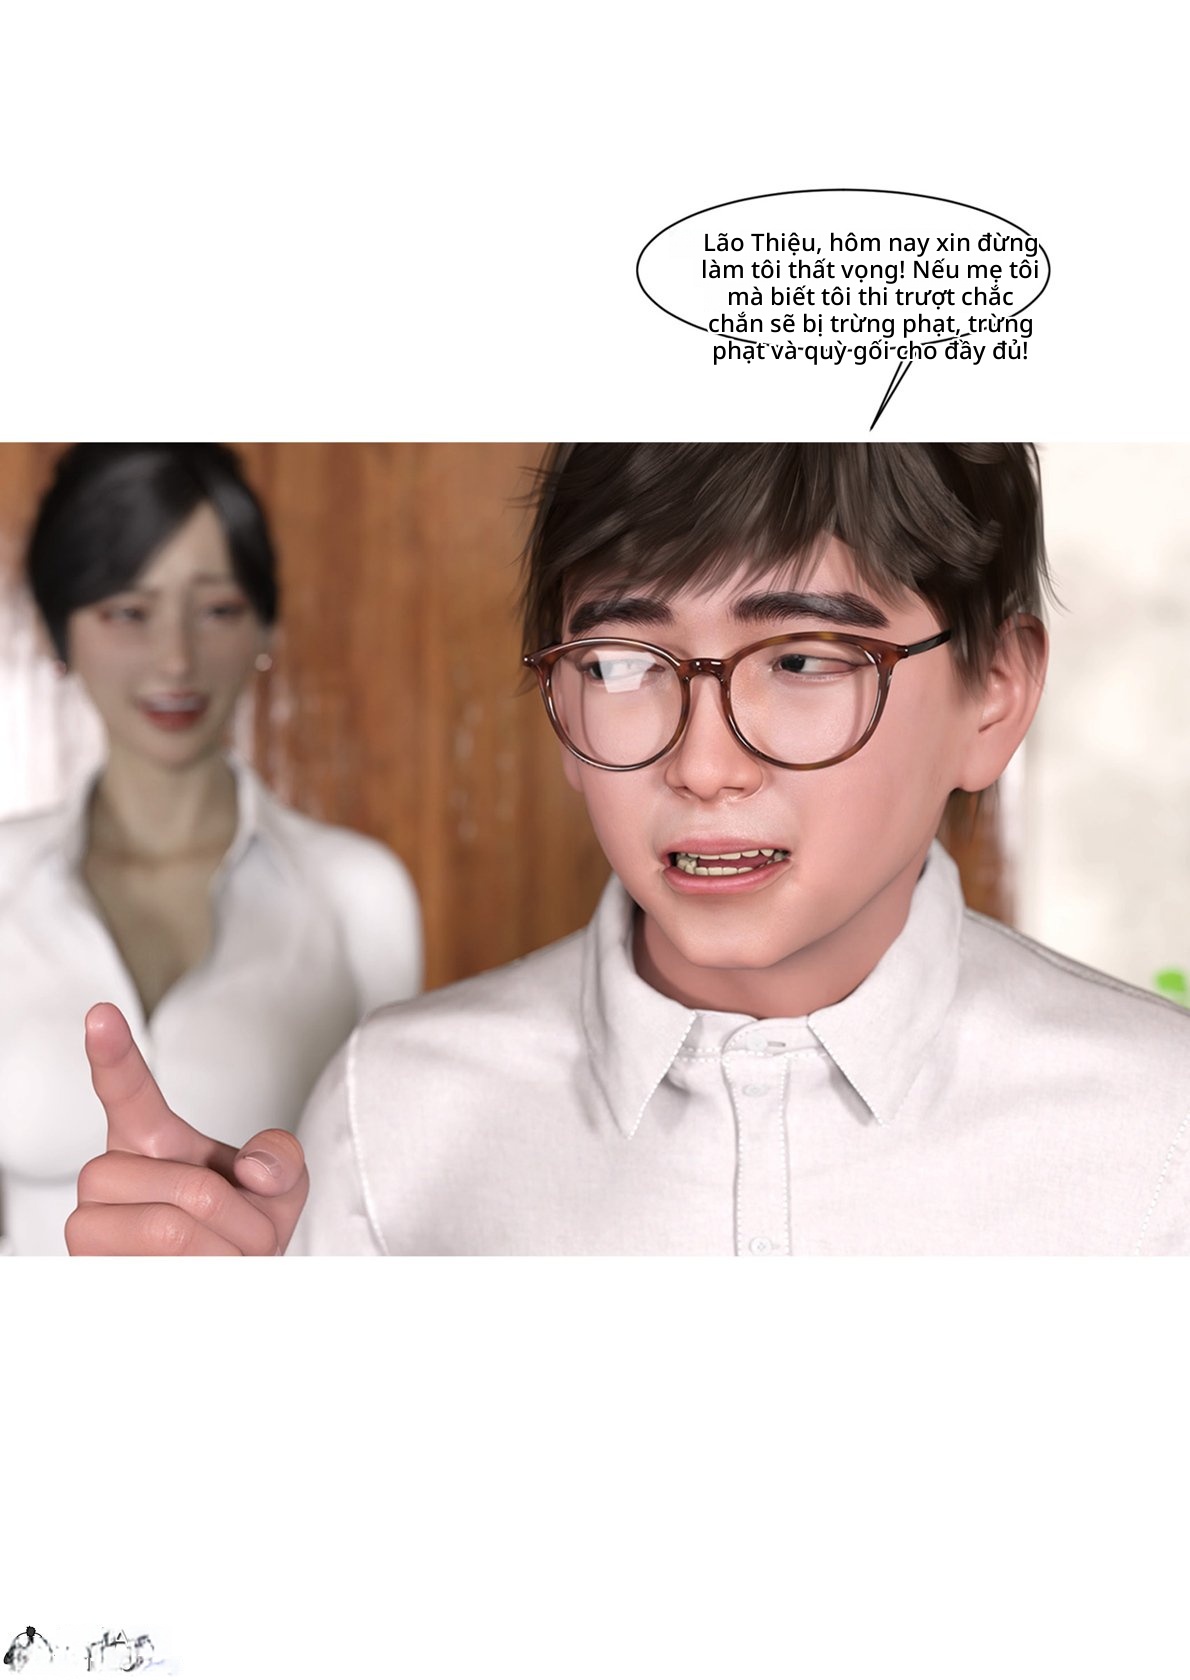 Lão Thiệu, hôm nay xin đừng
làm tôi thất vọng! Nếu mẹ tôi
mà biết tôi thi trượt chắc
chắn sẽ bị trừng phạt, trừng
phạt và quỳ gối cho đầy đủ!